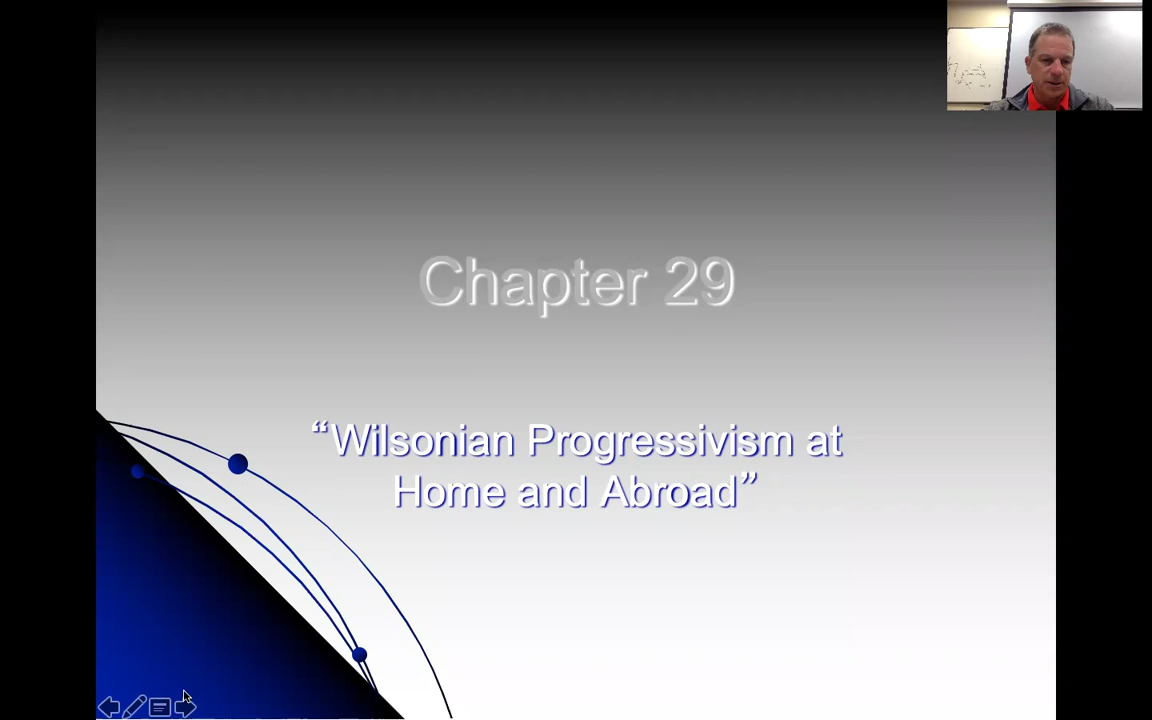 Chapter 29
“Wilsonian Progressivism at
Home and Abroad”